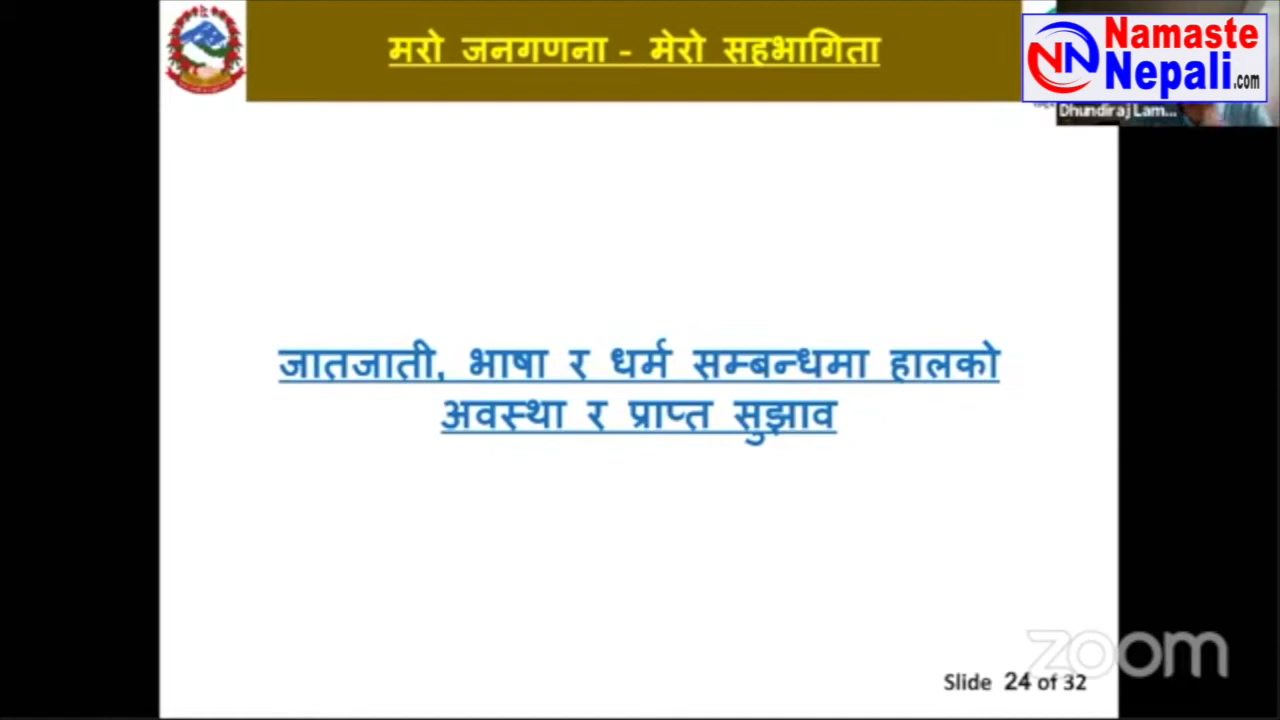 मरो जनगणना - मेरो सहभागिता
Namaste
Nepali.com
Dhundiraj Lam...
जातजाती, भाषा र धर्म सम्बन्धमा हालको
अवस्था र प्राप्त सुझाव
zoom
Slide 24 of 32